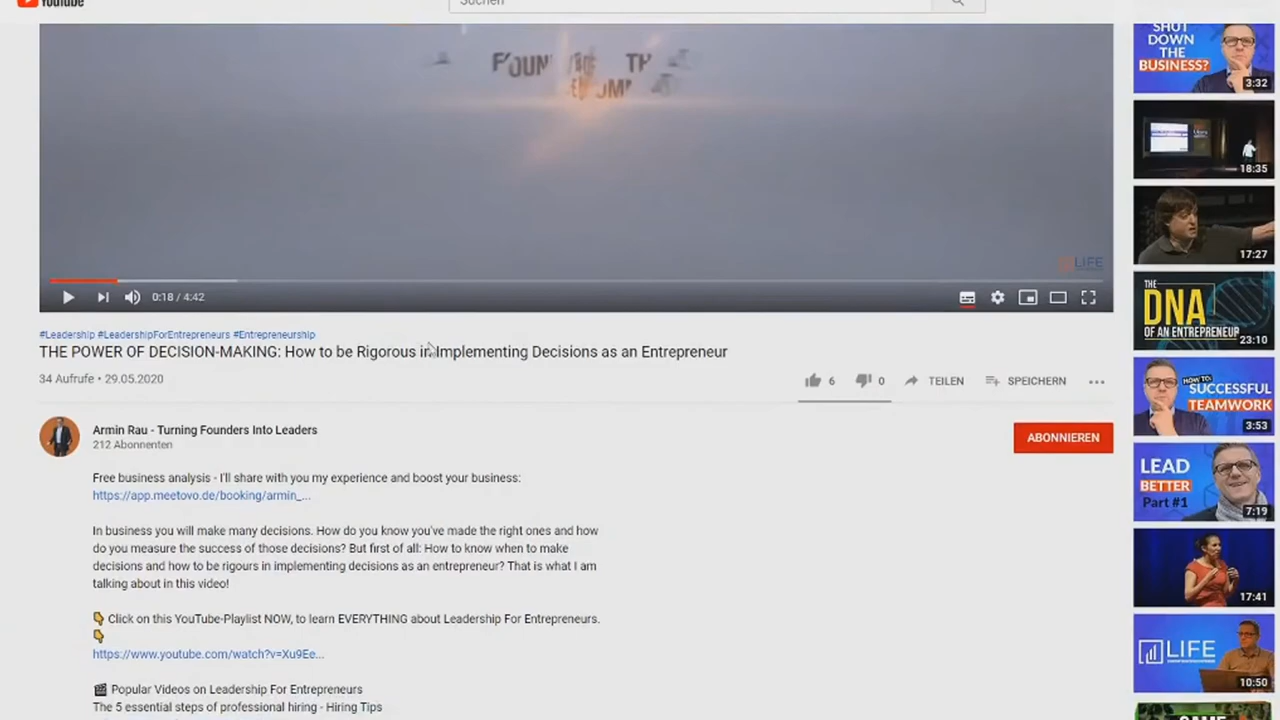 YouTube
Suchen
LIFE
0:18 / 4:42
#Leadership #LeadershipForEntrepreneurs #Entrepreneurship
THE POWER OF DECISION-MAKING: How to be Rigorous in Implementing Decisions as an Entrepreneur
34 Aufrufe • 29.05.2020
6
0
TEILEN
SPEICHERN
Armin Rau - Turning Founders Into Leaders
212 Abonnenten
ABONNIEREN
Free business analysis - I'll share with you my experience and boost your business:
https://app.meetovo.de/booking/armin_...
In business you will make many decisions. How do you know you've made the right ones and how
do you measure the success of those decisions? But first of all: How to know when to make
decisions and how to be rigours in implementing decisions as an entrepreneur? That is what I am
talking about in this video!
👇 Click on this YouTube-Playlist NOW, to learn EVERYTHING about Leadership For Entrepreneurs.
👇
https://www.youtube.com/watch?v=Xu9Ee...
🎬 Popular Videos on Leadership For Entrepreneurs
The 5 essential steps of professional hiring - Hiring Tips
SHUT
DOWN
THE
BUSINESS?
3:32
18:35
17:27
THE
DNA
OF AN ENTREPRENEUR
23:10
HOW TO:
SUCCESSFUL
TEAMWORK
3:53
LEAD
BETTER
Part #1
7:19
17:41
LIFE
10:50
GAME